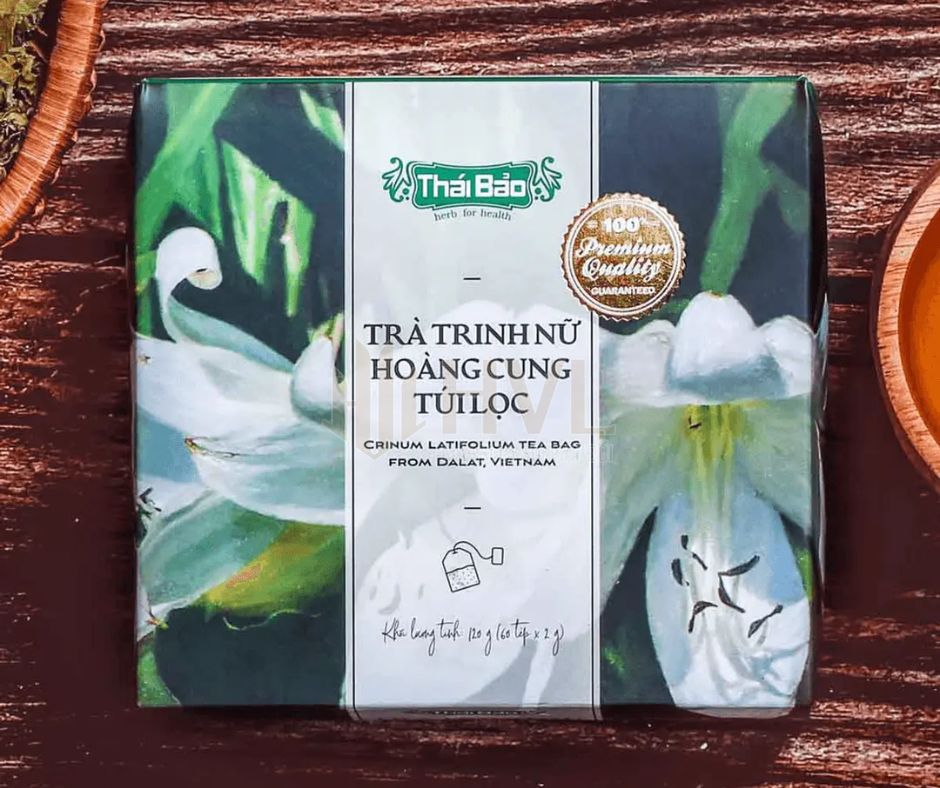 Thái Bảo
herb for health
100%
Premium
Quality
GUARANTEED
TRÀ TRINH NỮ
HOÀNG CUNG
TÚI LỌC
CRINUM LATIFOLIUM TEA BAG
FROM DALAT, VIETNAM
Khối lượng tịnh: 120 g (60 tép x 2 g)
HVL